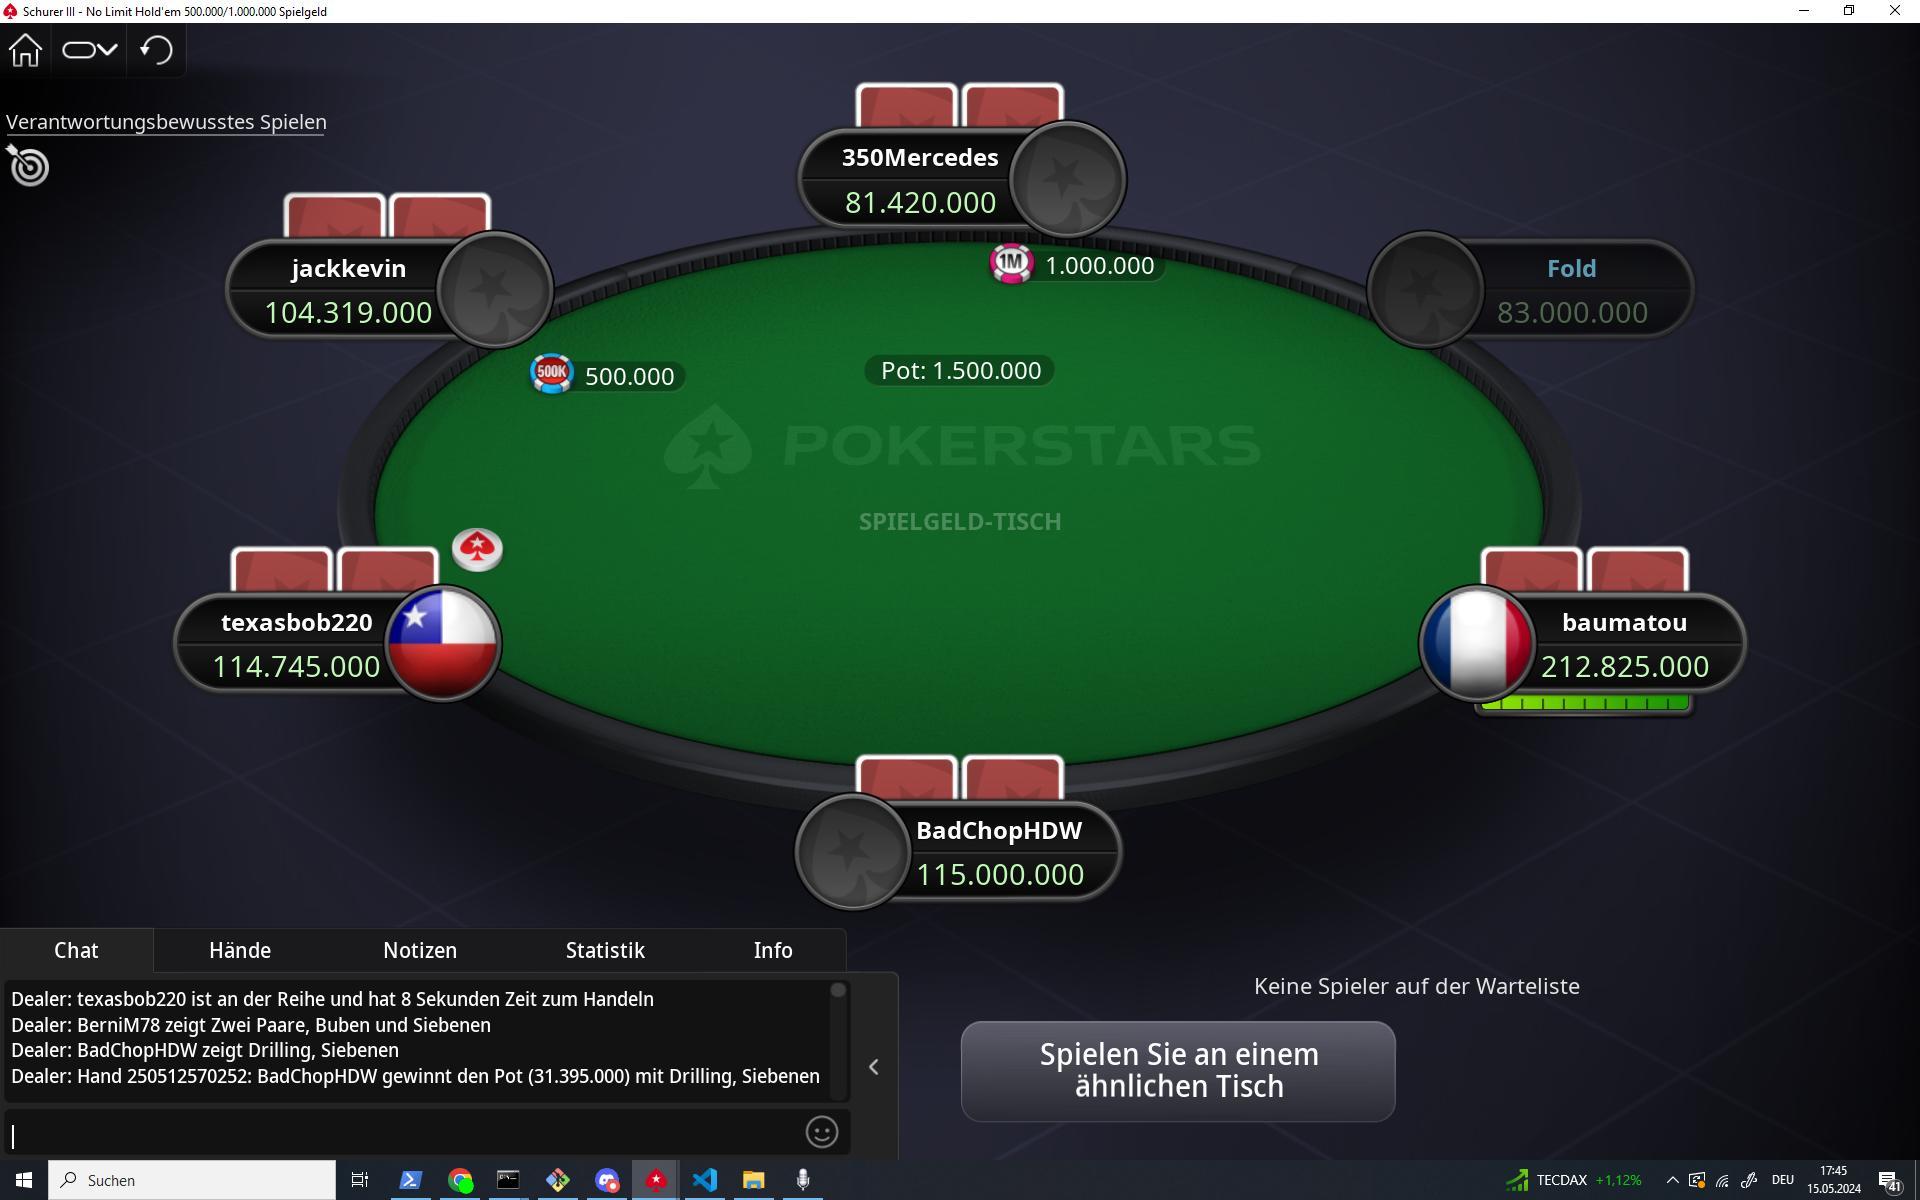 Schurer III - No Limit Hold'em 500.000/1.000.000 Spielgeld
Verantwortungsbewusstes Spielen
350Mercedes
81.420.000
jackkevin
104.319.000
Fold
83.000.000
1M 1.000.000
500K 500.000
Pot: 1.500.000
POKERSTARS
SPIELGELD-TISCH
texasbob220
114.745.000
baumatou
212.825.000
BadChopHDW
115.000.000
Chat Hände Notizen Statistik Info
Dealer: texasbob220 ist an der Reihe und hat 8 Sekunden Zeit zum Handeln
Dealer: BerniM78 zeigt Zwei Paare, Buben und Siebenen
Dealer: BadChopHDW zeigt Drilling, Siebenen
Dealer: Hand 250512570252: BadChopHDW gewinnt den Pot (31.395.000) mit Drilling, Siebenen
Keine Spieler auf der Warteliste
Spielen Sie an einem
ähnlichen Tisch
Suchen
TECDAX +1,12%
DEU
17:45
15.05.2024
41